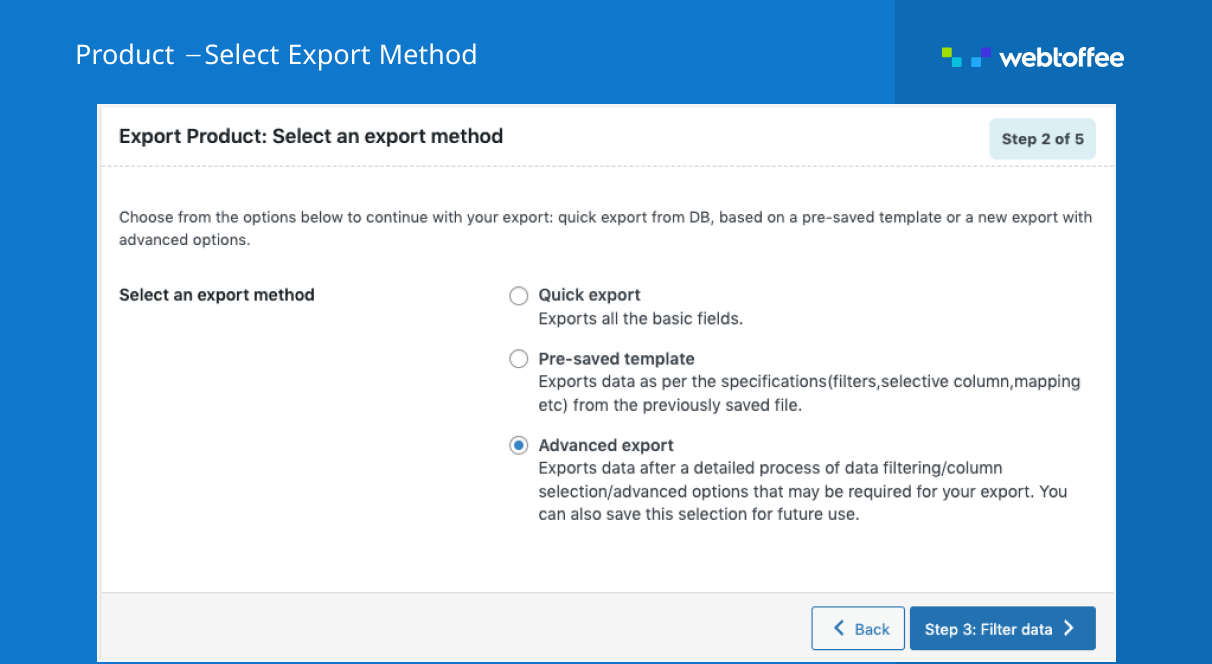 Product – Select Export Method
webtoffee
Export Product: Select an export method
Step 2 of 5
Choose from the options below to continue with your export: quick export from DB, based on a pre-saved template or a new export with
advanced options.
Select an export method
Quick export
Exports all the basic fields.
Pre-saved template
Exports data as per the specifications(filters,selective column,mapping
etc) from the previously saved file.
Advanced export
Exports data after a detailed process of data filtering/column
selection/advanced options that may be required for your export. You
can also save this selection for future use.
Back
Step 3: Filter data